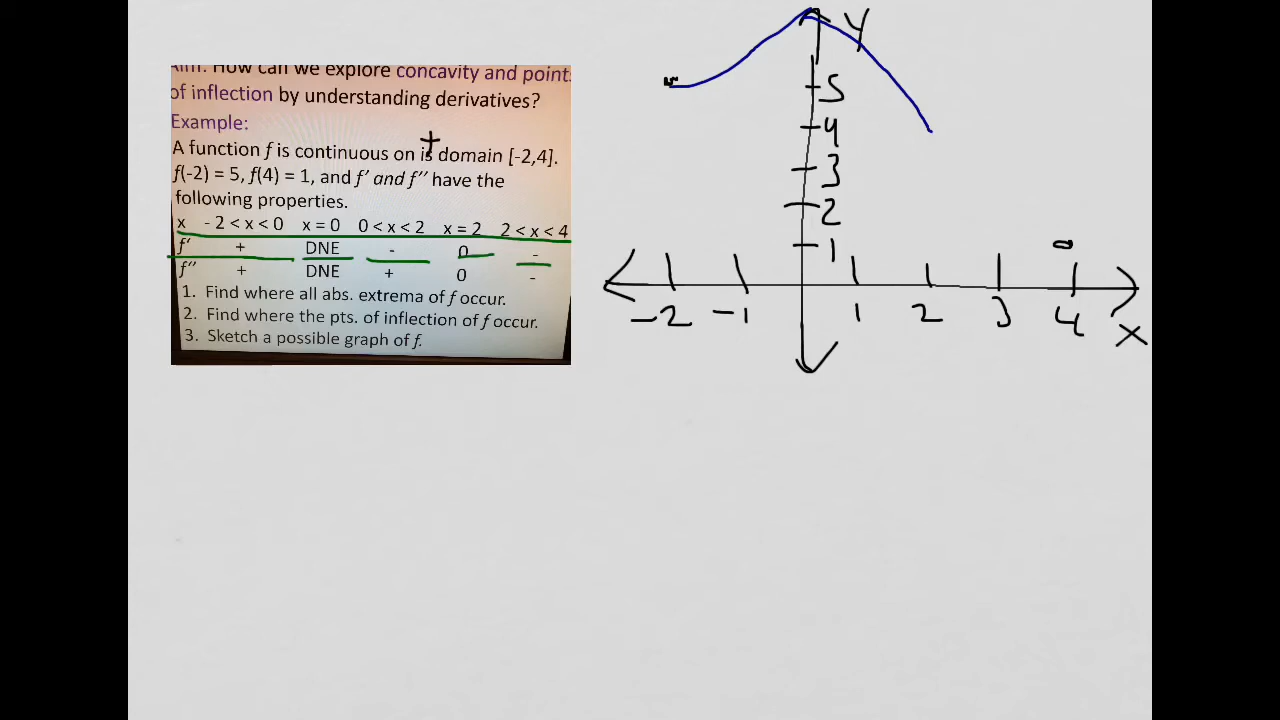 Aim: How can we explore concavity and point
of inflection by understanding derivatives?
Example:
A function f is continuous on is domain [-2,4].
t
f(-2) = 5, f(4) = 1, and f' and f'' have the
following properties.
x - 2 < x < 0 x = 0 0 < x < 2 x = 2 2 < x < 4
f' + DNE - 0 -
f'' + DNE + 0 -
1. Find where all abs. extrema of f occur.
2. Find where the pts. of inflection of f occur.
3. Sketch a possible graph of f.
y
5
4
3
2
1
-2 -1 1 2 3 4 x